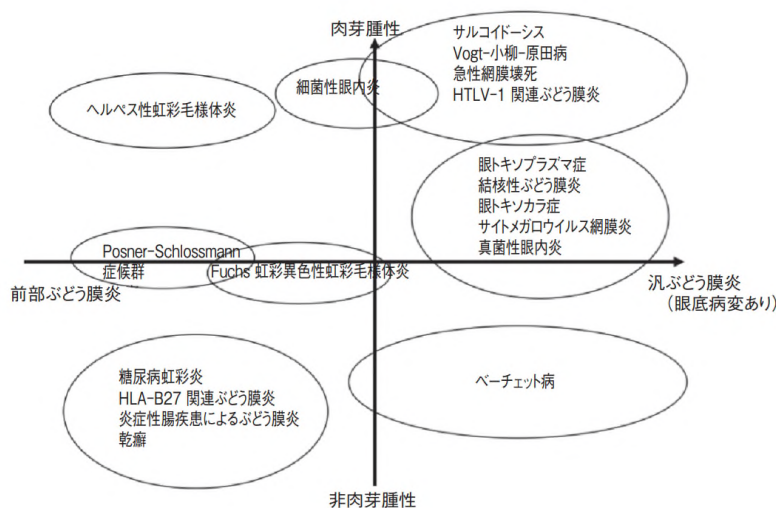 肉芽腫性
サルコイドーシス
Vogt-小柳-原田病
急性網膜壊死
HTLV-1 関連ぶどう膜炎
細菌性眼内炎
ヘルペス性虹彩毛様体炎
眼トキソプラズマ症
結核性ぶどう膜炎
眼トキソカラ症
サイトメガロウイルス網膜炎
真菌性眼内炎
Posner-Schlossmann
症候群
Fuchs 虹彩異色性虹彩毛様体炎
前部ぶどう膜炎
汎ぶどう膜炎
（眼底病変あり）
糖尿病虹彩炎
HLA-B27 関連ぶどう膜炎
炎症性腸疾患によるぶどう膜炎
乾癬
ベーチェット病
非肉芽腫性